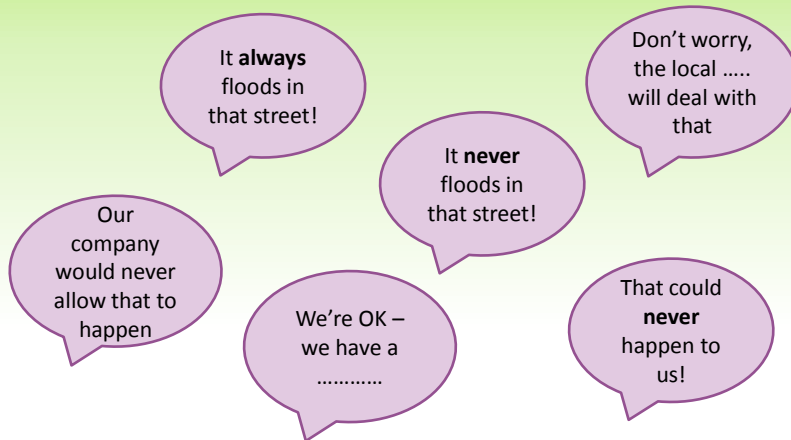 It always
floods in
that street!
Don’t worry,
the local …..
will deal with
that
It never
floods in
that street!
Our
company
would never
allow that to
happen
We’re OK –
we have a
…………
That could
never
happen to
us!